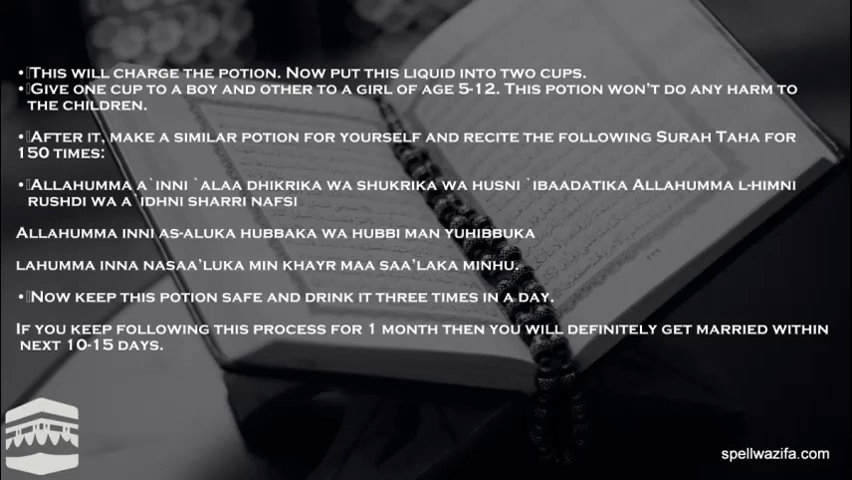 • THIS WILL CHARGE THE POTION. NOW PUT THIS LIQUID INTO TWO CUPS.
• GIVE ONE CUP TO A BOY AND OTHER TO A GIRL OF AGE 5-12. THIS POTION WON'T DO ANY HARM TO
THE CHILDREN.
• AFTER IT, MAKE A SIMILAR POTION FOR YOURSELF AND RECITE THE FOLLOWING SURAH TAHA FOR
150 TIMES:
• ALLAHUMMA A`INNI `ALAA DHIKRIKA WA SHUKRIKA WA HUSNI `IBAADATIKA ALLAHUMMA L-HIMNI
RUSHDI WA A`IDHNI SHARRI NAFSI
ALLAHUMMA INNI AS-ALUKA HUBBAKA WA HUBBI MAN YUHIBBUKA
LAHUMMA INNA NASAA'LUKA MIN KHAYR MAA SAA'LAKA MINHU.
• NOW KEEP THIS POTION SAFE AND DRINK IT THREE TIMES IN A DAY.
IF YOU KEEP FOLLOWING THIS PROCESS FOR 1 MONTH THEN YOU WILL DEFINITELY GET MARRIED WITHIN
NEXT 10-15 DAYS.
spellwazifa.com